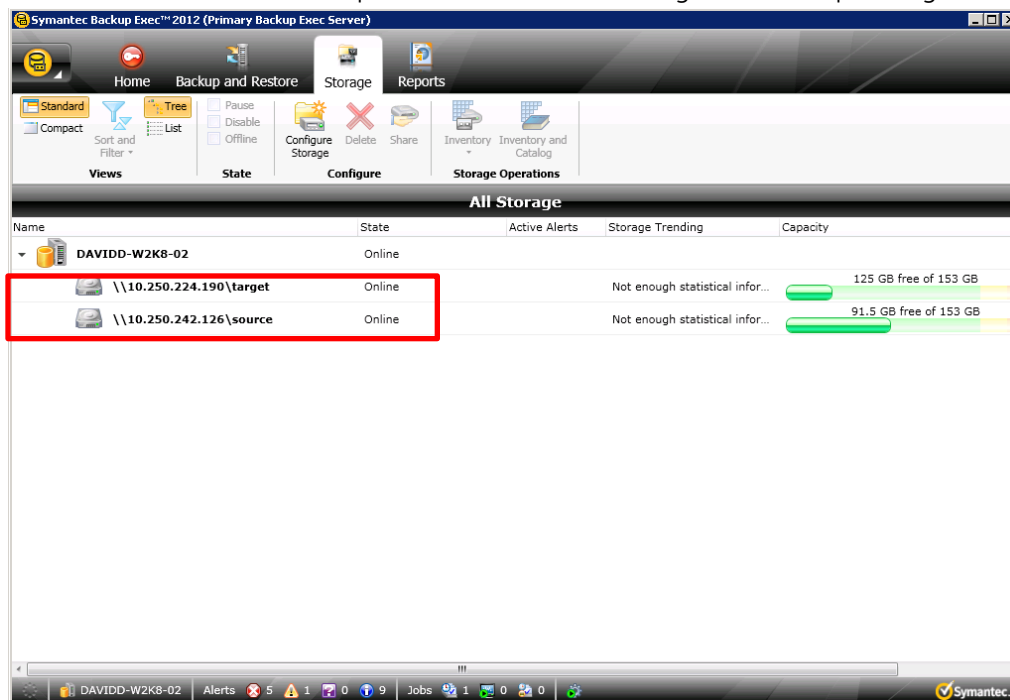 Symantec Backup Exec™ 2012 (Primary Backup Exec Server)
Home Backup and Restore Storage Reports
Standard
Compact
Sort and
Filter
Tree
List
Pause
Disable
Offline
Configure
Storage
Delete Share
Inventory Inventory and
Catalog
Views State Configure Storage Operations
All Storage
Name State Active Alerts Storage Trending Capacity
DAVIDD-W2K8-02 Online
\\10.250.224.190\target Online Not enough statistical infor... 125 GB free of 153 GB
\\10.250.242.126\source Online Not enough statistical infor... 91.5 GB free of 153 GB
DAVIDD-W2K8-02 Alerts 5 1 0 9 Jobs 1 0 0 Symantec.